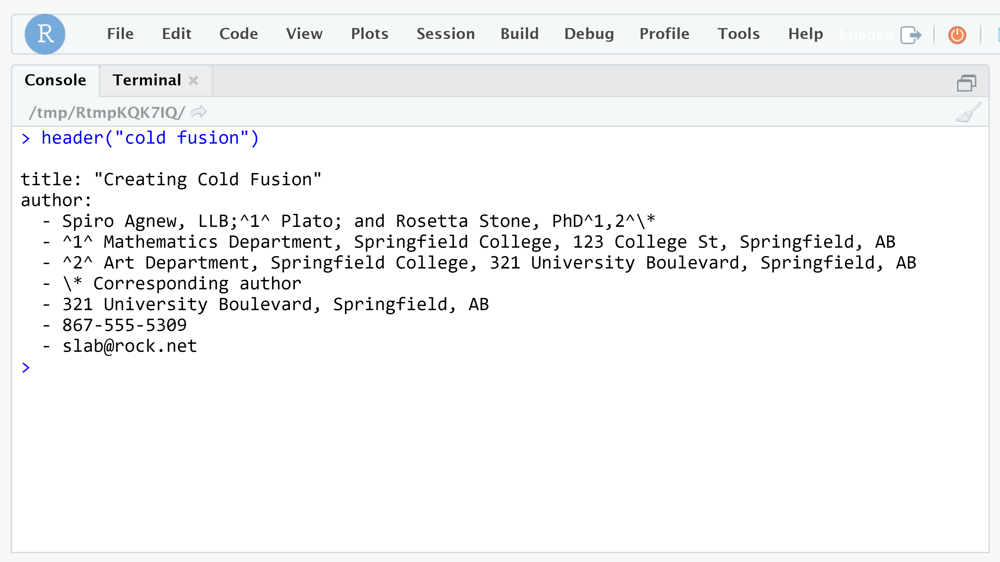 R File Edit Code View Plots Session Build Debug Profile Tools Help kriegen
Console Terminal
/tmp/RtmpKQK7IQ/
> header("cold fusion")
title: "Creating Cold Fusion"
author:
  - Spiro Agnew, LLB;^1^ Plato; and Rosetta Stone, PhD^1,2^\*
  - ^1^ Mathematics Department, Springfield College, 123 College St, Springfield, AB
  - ^2^ Art Department, Springfield College, 321 University Boulevard, Springfield, AB
  - \* Corresponding author
  - 321 University Boulevard, Springfield, AB
  - 867-555-5309
  - slab@rock.net
>